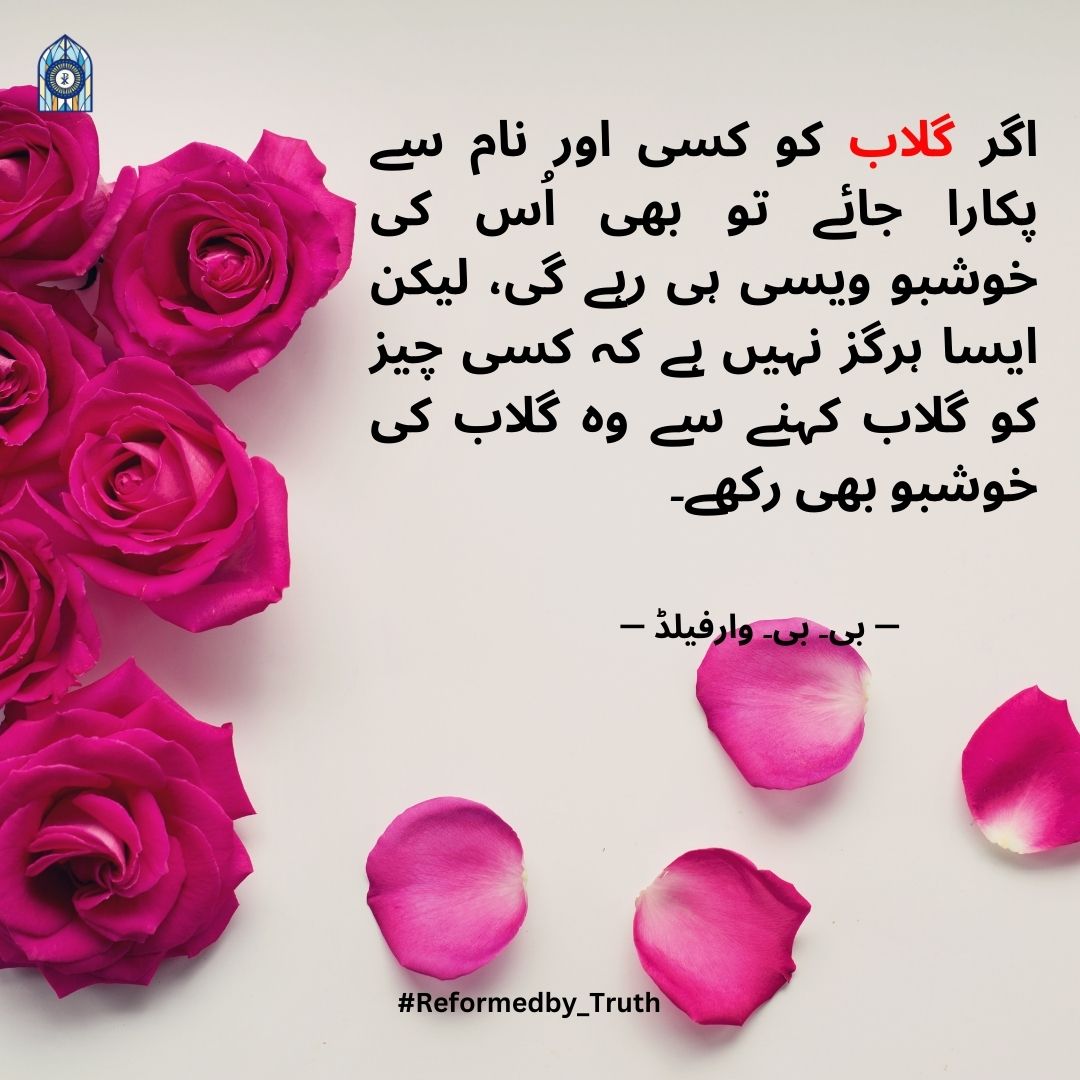 اگر گلاب کو کسی اور نام سے
پکارا جائے تو بھی اُس کی
خوشبو ویسی ہی رہے گی، لیکن
ایسا ہرگز نہیں ہے کہ کسی چیز
کو گلاب کہنے سے وہ گلاب کی
خوشبو بھی رکھے۔
– بی۔ بی۔ وارفیلڈ –
#Reformedby_Truth